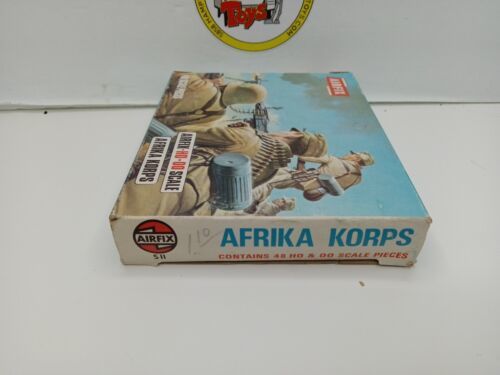 Toys
AIRFIX
AIRFIX-HO-OO SCALE
AFRIKA KORPS
AIRFIX
S11
1.10
AFRIKA KORPS
CONTAINS 48 HO & OO SCALE PIECES